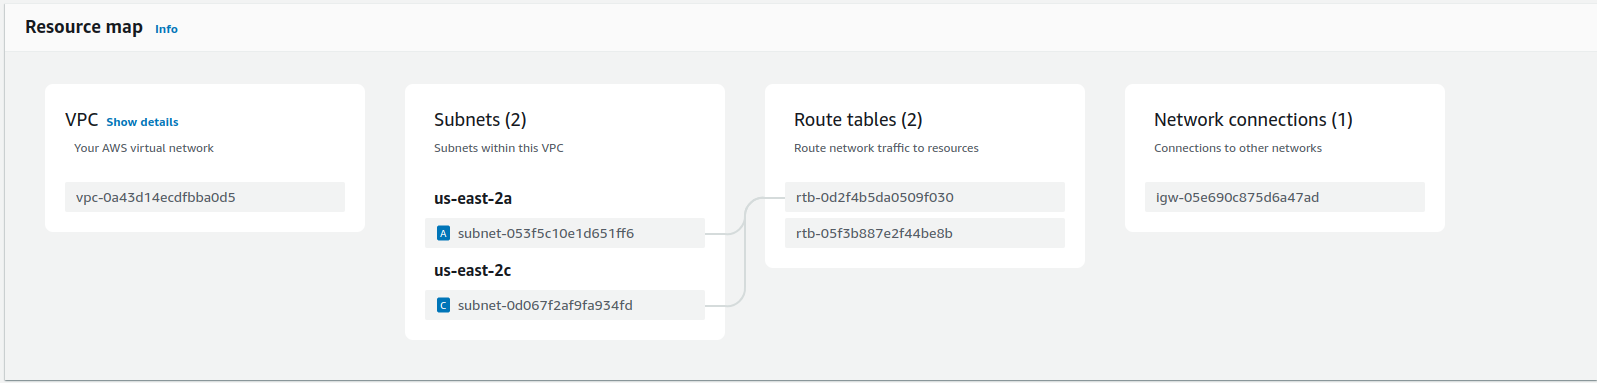 Resource map Info
VPC Show details
Your AWS virtual network
vpc-0a43d14ecdfbba0d5
Subnets (2)
Subnets within this VPC
us-east-2a
A subnet-053f5c10e1d651ff6
us-east-2c
C subnet-0d067f2af9fa934fd
Route tables (2)
Route network traffic to resources
rtb-0d2f4b5da0509f030
rtb-05f3b887e2f44be8b
Network connections (1)
Connections to other networks
igw-05e690c875d6a47ad